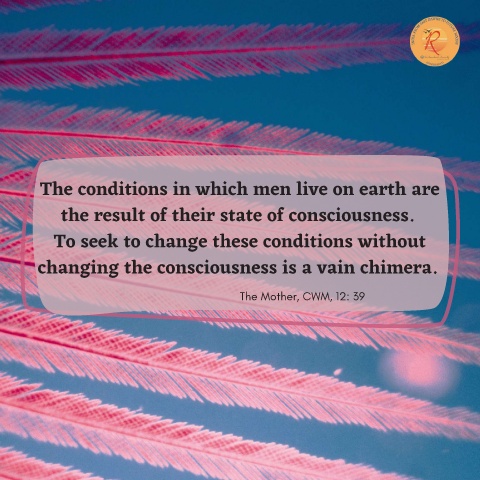 The conditions in which men live on earth are
the result of their state of consciousness.
To seek to change these conditions without
changing the consciousness is a vain chimera.
The Mother, CWM, 12: 39
R